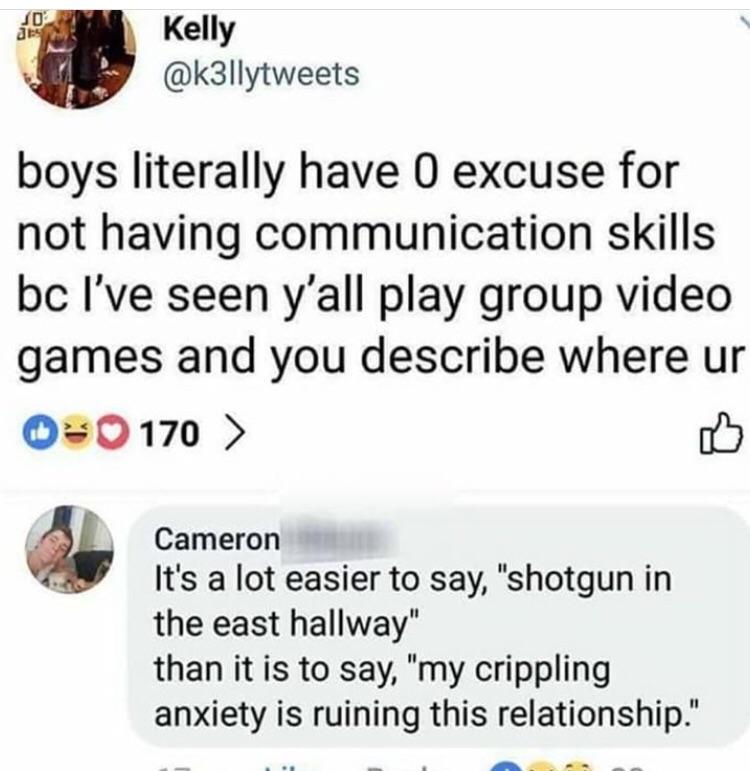 Kelly
@k3llytweets
boys literally have 0 excuse for
not having communication skills
bc I've seen y'all play group video
games and you describe where ur
170
Cameron
It's a lot easier to say, "shotgun in
the east hallway"
than it is to say, "my crippling
anxiety is ruining this relationship."